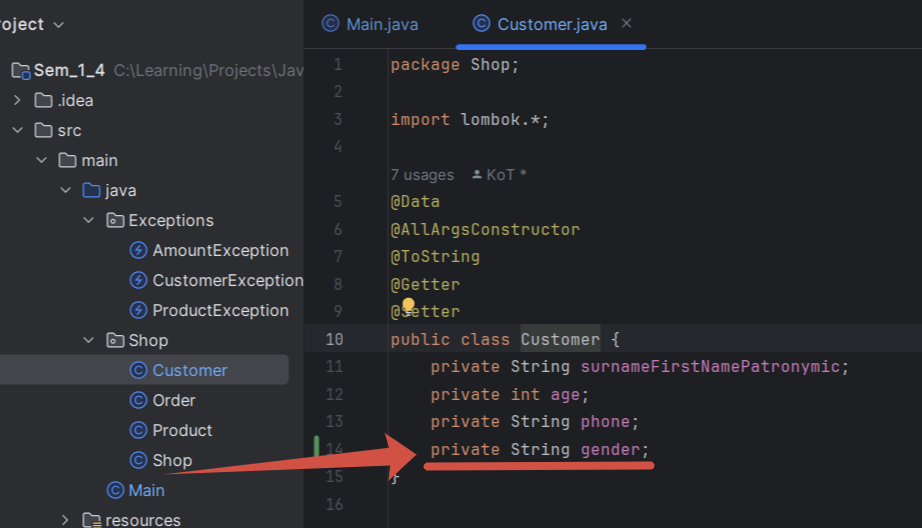 oject
Sem_1_4 C:\Learning\Projects\Jav
.idea
src
main
java
Exceptions
AmountException
CustomerException
ProductException
Shop
Customer
Order
Product
Shop
Main
resources
Main.java Customer.java
1 package Shop;
2
3 import lombok.*;
4
7 usages KoT *
5 @Data
6 @AllArgsConstructor
7 @ToString
8 @Getter
9 @Setter
10 public class Customer {
11 private String surnameFirstNamePatronymic;
12 private int age;
13 private String phone;
14 private String gender;
15 }
16